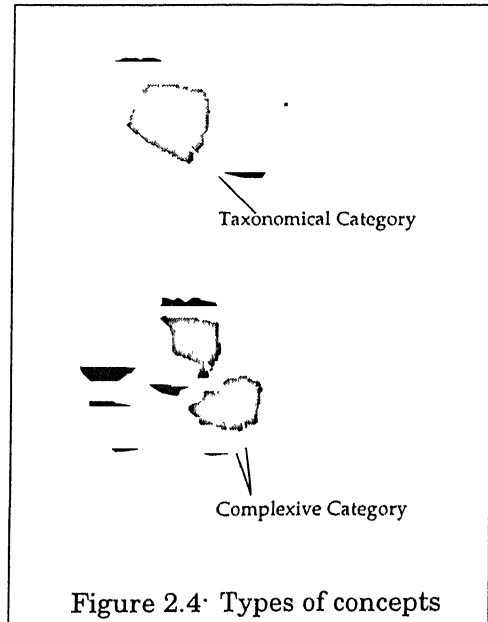 Taxonomical Category
Complexive Category
Figure 2.4· Types of concepts